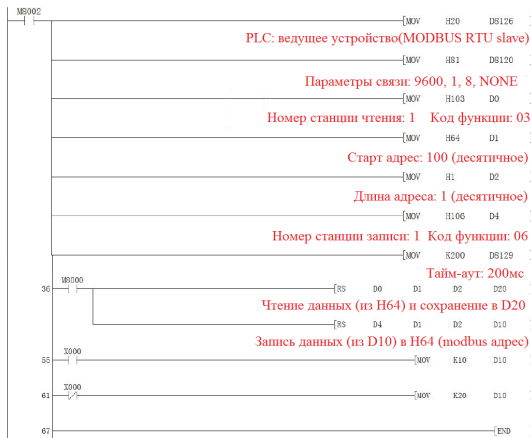 M8002
[MOV H20 D8126
PLC: ведущее устройство(MODBUS RTU slave)
[MOV H81 D8120
Параметры связи: 9600, 1, 8, NONE
[MOV H103 D0
Номер станции чтения: 1 Код функции: 03
[MOV H64 D1
Старт адрес: 100 (десятичное)
[MOV H1 D2
Длина адреса: 1 (десятичное)
[MOV H106 D4
Номер станции записи: 1 Код функции: 06
[MOV K200 D8129
Тайм-аут: 200мс
M8000
36 [RS D0 D1 D2 D20
Чтение данных (из H64) и сохранение в D20
[RS D4 D1 D2 D10
Запись данных (из D10) в H64 (modbus адрес)
X000
55 [MOV K10 D10
X000
61 [MOV K20 D10
67 [END